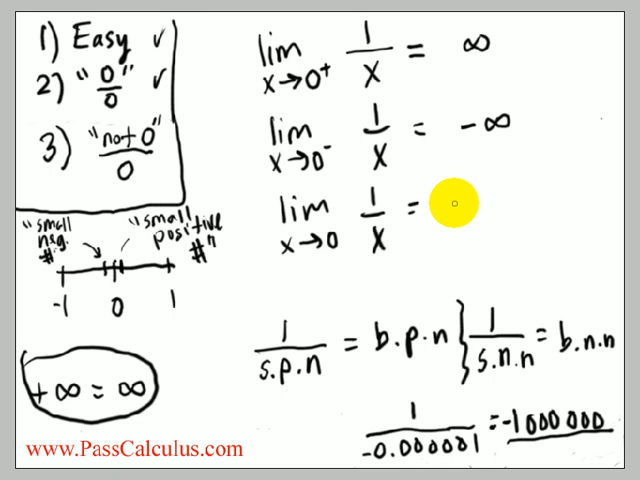 1) Easy ✓
2) "0/0" ✓
3) "not 0"/0
"small neg. #"
"small positive #"
-1 0 1
+∞ = ∞
lim x→0⁺ 1/x = ∞
lim x→0⁻ 1/x = -∞
lim x→0 1/x =
1/s.p.n = b.p.n } 1/s.n.n = b.n.n
1/-0.000001 = -1000000
www.PassCalculus.com